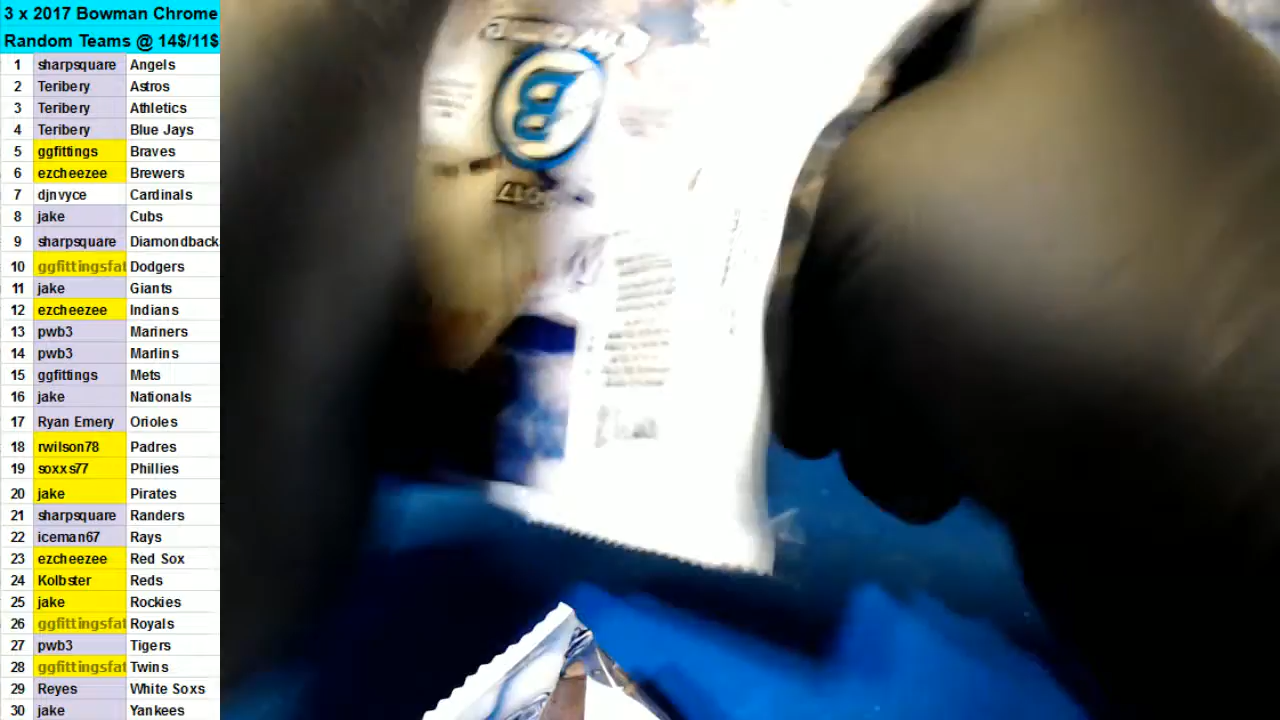 3 x 2017 Bowman Chrome
Random Teams @ 14$/11$
1 sharpsquare Angels
2 Teribery Astros
3 Teribery Athletics
4 Teribery Blue Jays
5 ggfittings Braves
6 ezcheezee Brewers
7 djnvyce Cardinals
8 jake Cubs
9 sharpsquare Diamondback
10 ggfittingsfat Dodgers
11 jake Giants
12 ezcheezee Indians
13 pwb3 Mariners
14 pwb3 Marlins
15 ggfittings Mets
16 jake Nationals
17 Ryan Emery Orioles
18 rwilson78 Padres
19 soxxs77 Phillies
20 jake Pirates
21 sharpsquare Randers
22 iceman67 Rays
23 ezcheezee Red Sox
24 Kolbster Reds
25 jake Rockies
26 ggfittingsfat Royals
27 pwb3 Tigers
28 ggfittingsfat Twins
29 Reyes White Soxs
30 jake Yankees
B